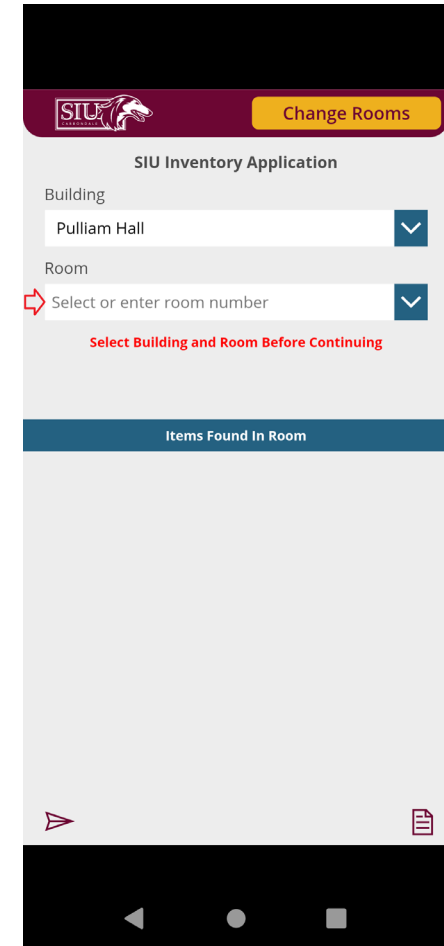 SIU
CARBONDALE
Change Rooms
SIU Inventory Application
Building
Pulliam Hall
Room
Select or enter room number
Select Building and Room Before Continuing
Items Found In Room